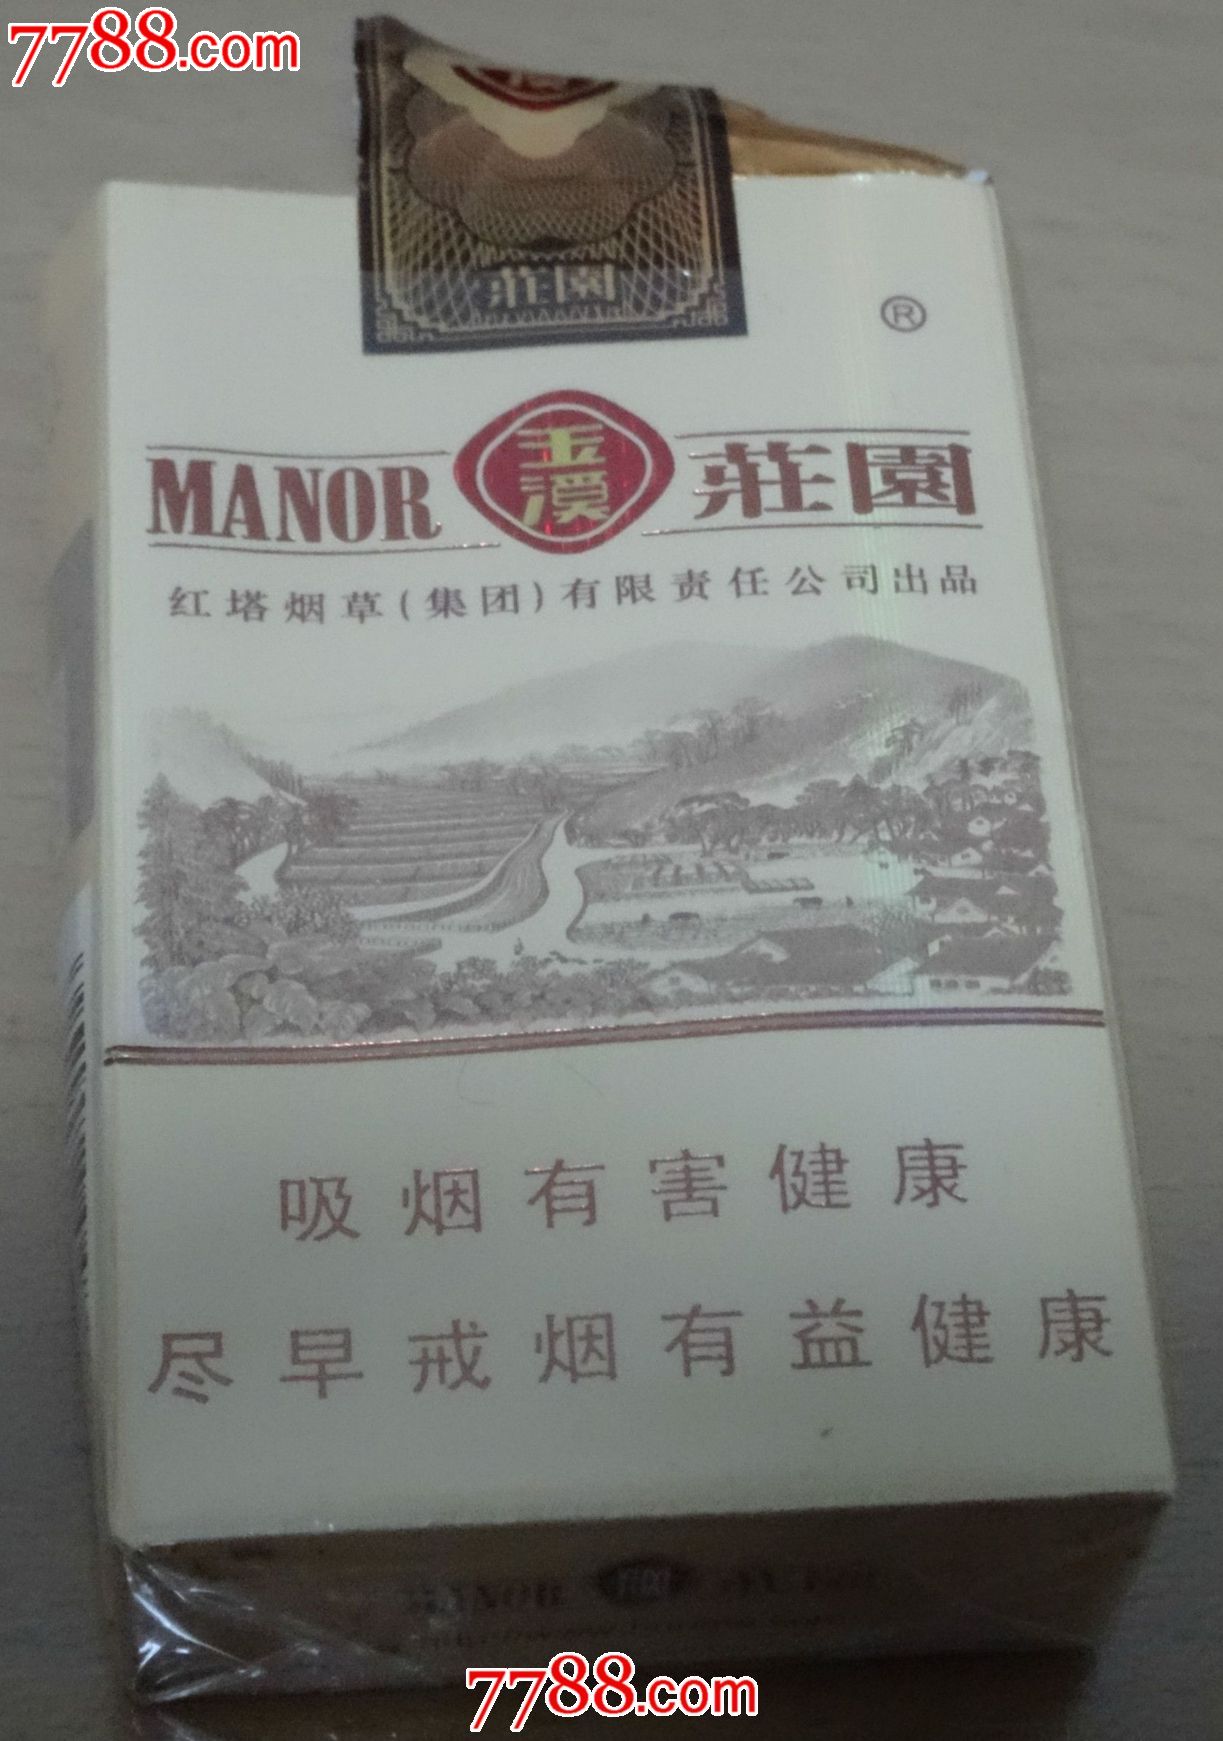 7788.com
莊園
®
MANOR 玉溪 莊園
红塔烟草(集团)有限责任公司出品
吸烟有害健康
尽早戒烟有益健康
MANOR
7788.com